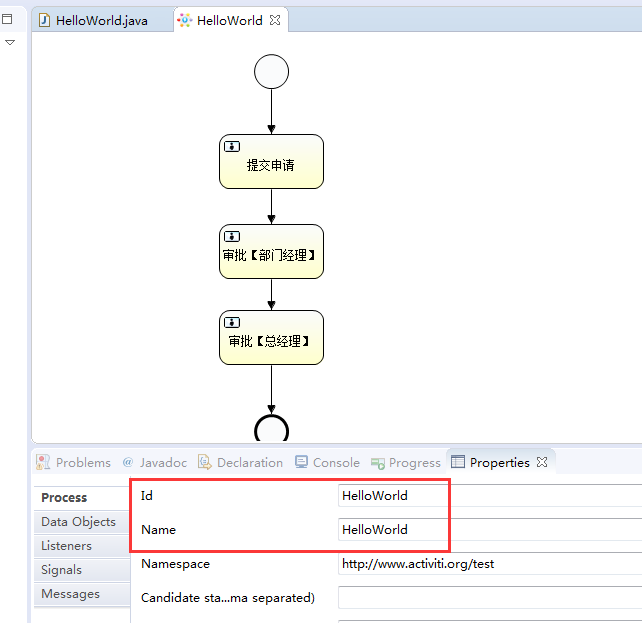 HelloWorld.java
HelloWorld
提交申请
审批【部门经理】
审批【总经理】
Problems @ Javadoc Declaration Console Progress Properties
Process
Data Objects
Listeners
Signals
Messages
Id HelloWorld
Name HelloWorld
Namespace http://www.activiti.org/test
Candidate sta...ma separated)